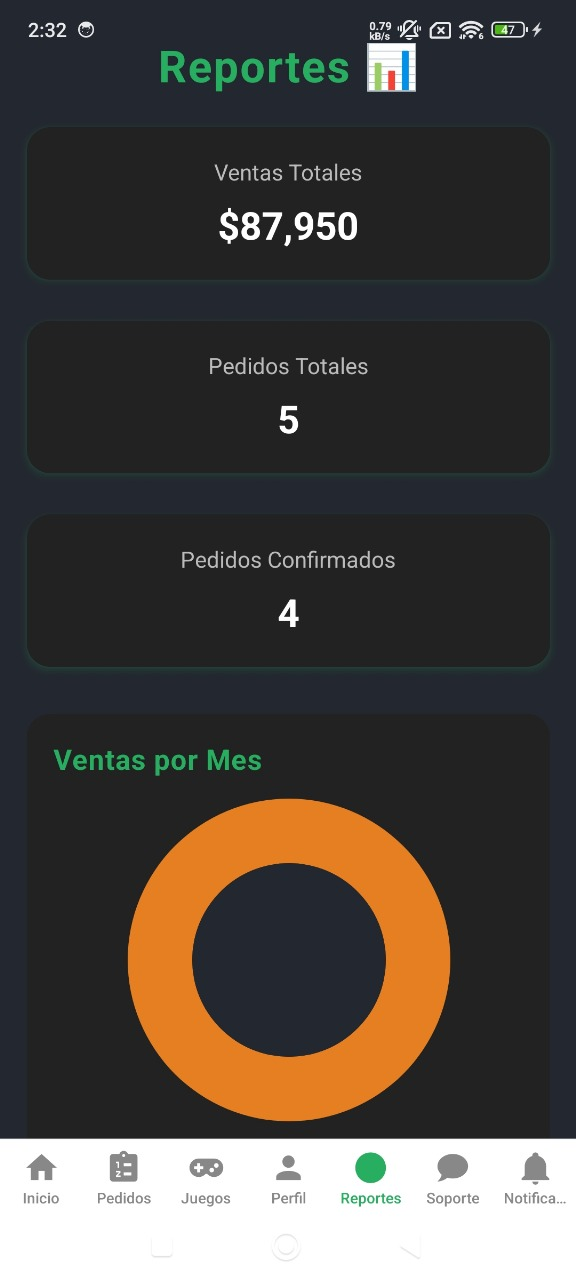 2:32
0.79
kB/s
6
47
Reportes 📊
Ventas Totales
$87,950
Pedidos Totales
5
Pedidos Confirmados
4
Ventas por Mes
Inicio
Pedidos
Juegos
Perfil
Reportes
Soporte
Notifica...